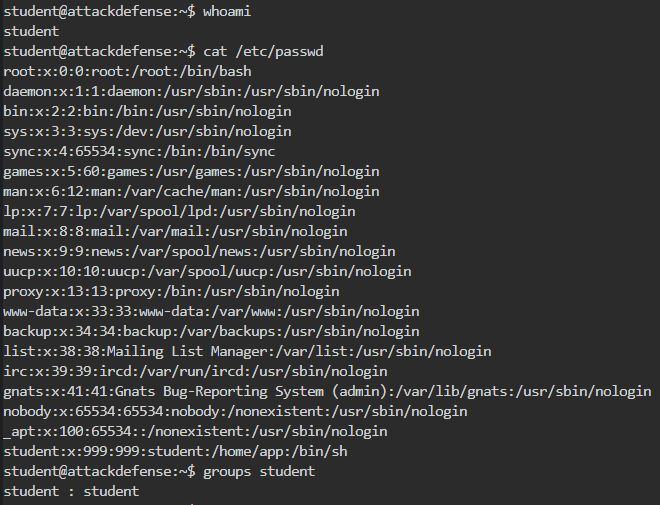 student@attackdefense:~$ whoami
student
student@attackdefense:~$ cat /etc/passwd
root:x:0:0:root:/root:/bin/bash
daemon:x:1:1:daemon:/usr/sbin:/usr/sbin/nologin
bin:x:2:2:bin:/bin:/usr/sbin/nologin
sys:x:3:3:sys:/dev:/usr/sbin/nologin
sync:x:4:65534:sync:/bin:/bin/sync
games:x:5:60:games:/usr/games:/usr/sbin/nologin
man:x:6:12:man:/var/cache/man:/usr/sbin/nologin
lp:x:7:7:lp:/var/spool/lpd:/usr/sbin/nologin
mail:x:8:8:mail:/var/mail:/usr/sbin/nologin
news:x:9:9:news:/var/spool/news:/usr/sbin/nologin
uucp:x:10:10:uucp:/var/spool/uucp:/usr/sbin/nologin
proxy:x:13:13:proxy:/bin:/usr/sbin/nologin
www-data:x:33:33:www-data:/var/www:/usr/sbin/nologin
backup:x:34:34:backup:/var/backups:/usr/sbin/nologin
list:x:38:38:Mailing List Manager:/var/list:/usr/sbin/nologin
irc:x:39:39:ircd:/var/run/ircd:/usr/sbin/nologin
gnats:x:41:41:Gnats Bug-Reporting System (admin):/var/lib/gnats:/usr/sbin/nologin
nobody:x:65534:65534:nobody:/nonexistent:/usr/sbin/nologin
_apt:x:100:65534::/nonexistent:/usr/sbin/nologin
student:x:999:999:student:/home/app:/bin/sh
student@attackdefense:~$ groups student
student : student